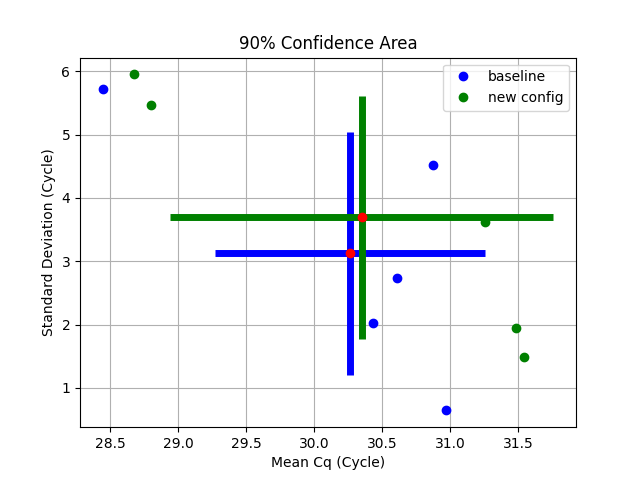 90% Confidence Area
baseline
new config
Standard Deviation (Cycle)
6
5
4
3
2
1
28.5 29.0 29.5 30.0 30.5 31.0 31.5
Mean Cq (Cycle)